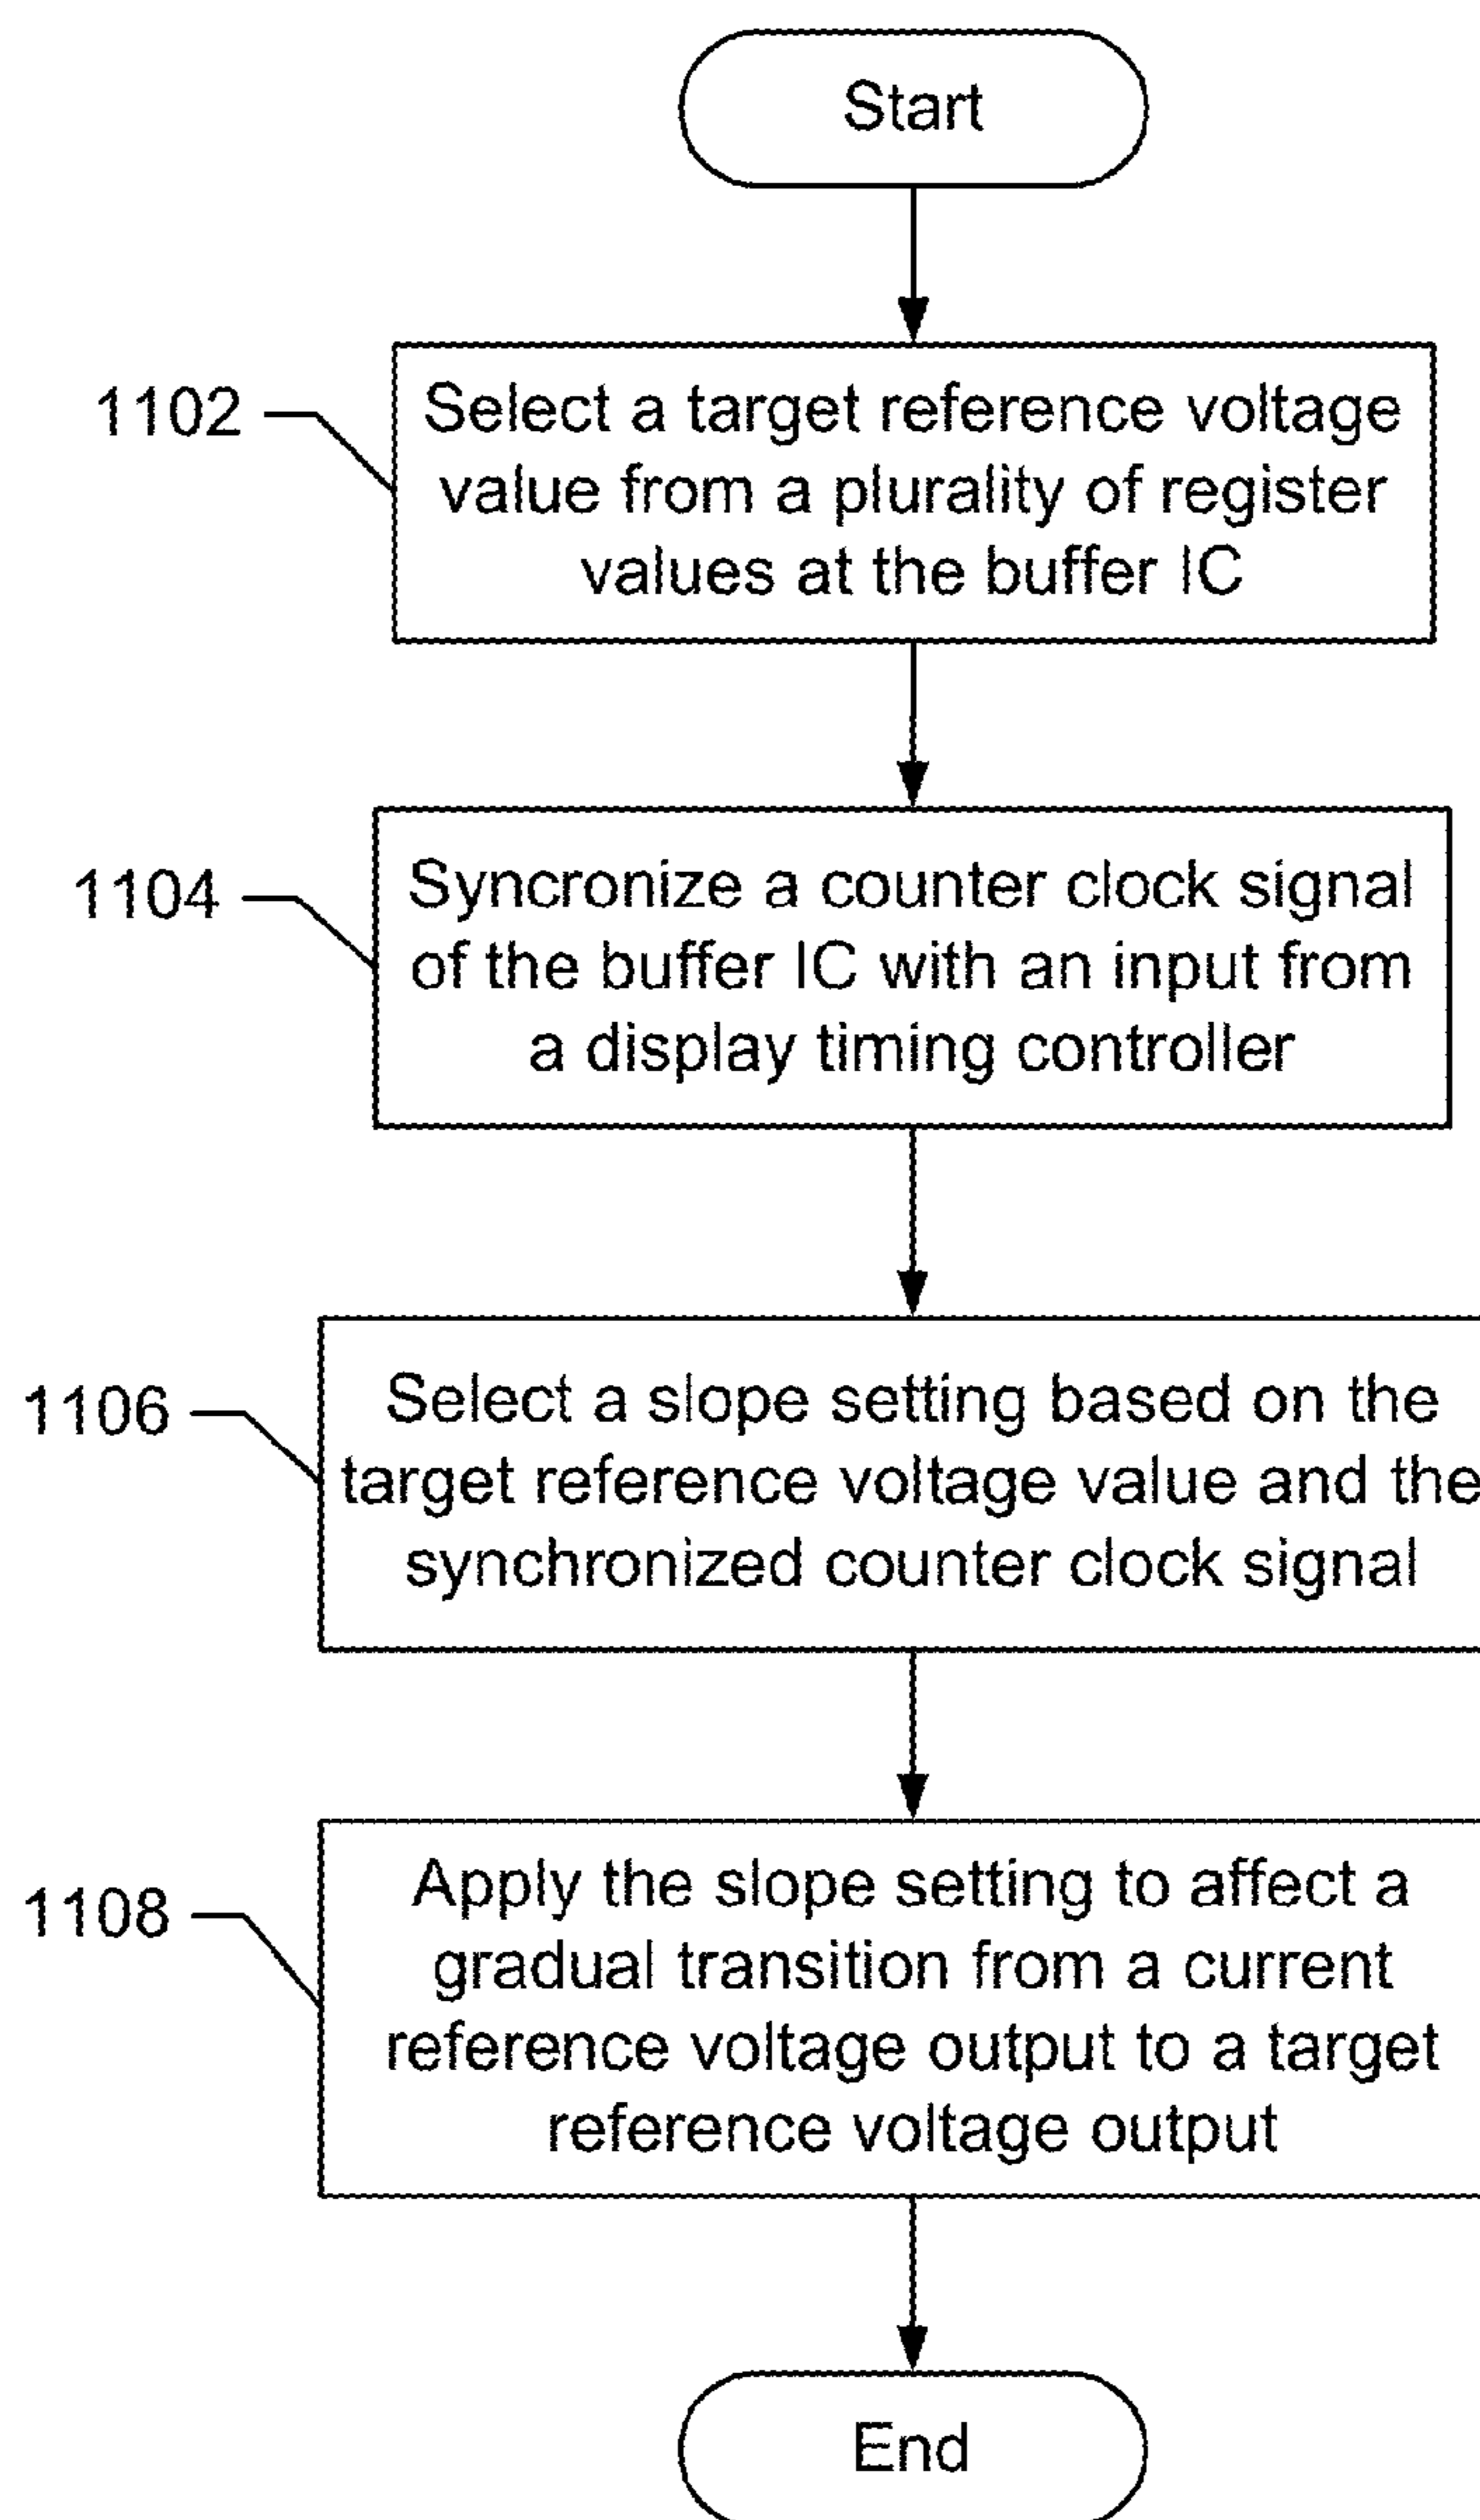 Start
1102
Select a target reference voltage
value from a plurality of register
values at the buffer IC
1104
Syncronize a counter clock signal
of the buffer IC with an input from
a display timing controller
1106
Select a slope setting based on the
target reference voltage value and the
synchronized counter clock signal
1108
Apply the slope setting to affect a
gradual transition from a current
reference voltage output to a target
reference voltage output
End